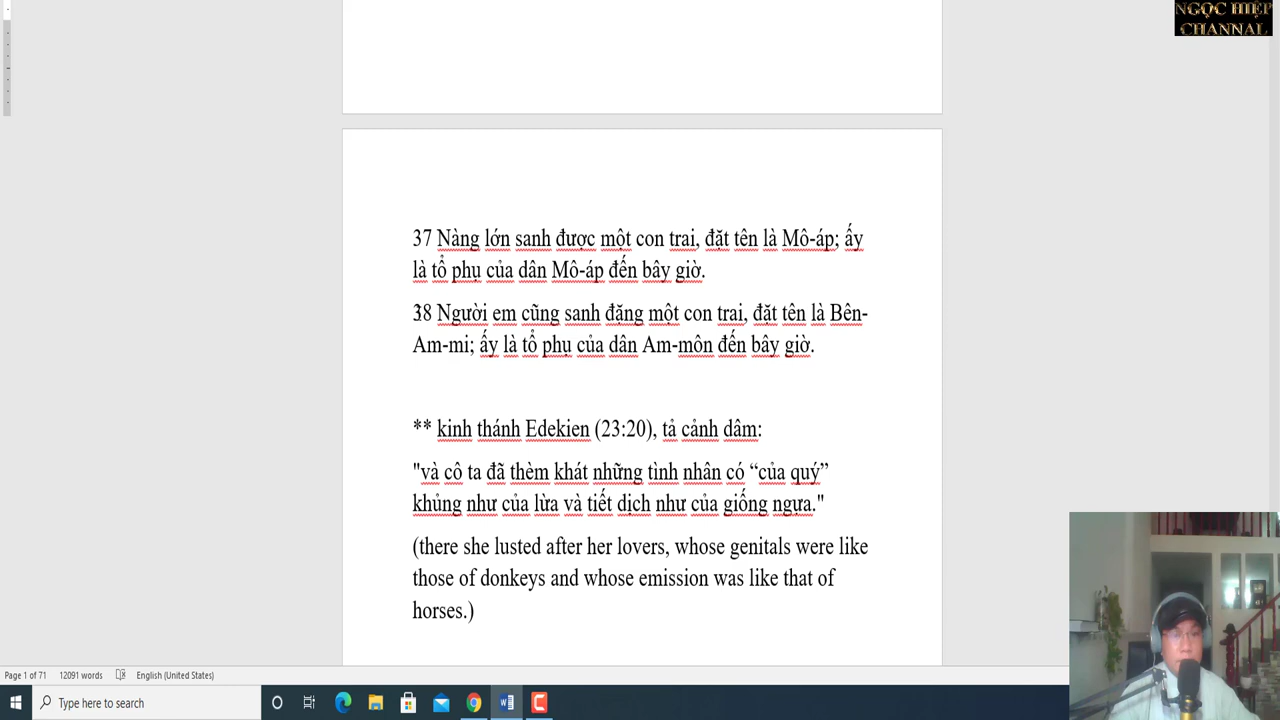 NGỌC HIỆP
CHANNAL
37 Nàng lớn sanh được một con trai, đặt tên là Mô-áp; ấy
là tổ phụ của dân Mô-áp đến bây giờ.
38 Người em cũng sanh đặng một con trai, đặt tên là Bên-
Am-mi; ấy là tổ phụ của dân Am-môn đến bây giờ.
** kinh thánh Edekien (23:20), tả cảnh dâm:
"và cô ta đã thèm khát những tình nhân có “của quý”
khủng như của lừa và tiết dịch như của giống ngựa."
(there she lusted after her lovers, whose genitals were like
those of donkeys and whose emission was like that of
horses.)
Page 1 of 71 12091 words English (United States)
Type here to search